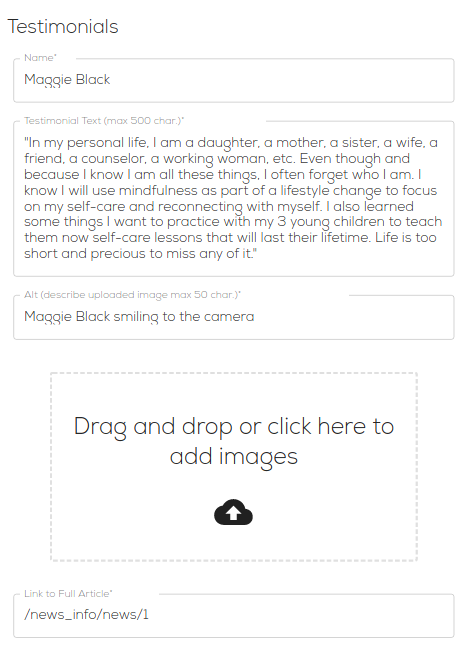 Testimonials
Name*
Maggie Black
Testimonial Text (max 500 char.)*
"In my personal life, I am a daughter, a mother, a sister, a wife, a
friend, a counselor, a working woman, etc. Even though and
because I know I am all these things, I often forget who I am. I
know I will use mindfulness as part of a lifestyle change to focus
on my self-care and reconnecting with myself. I also learned
some things I want to practice with my 3 young children to teach
them now self-care lessons that will last their lifetime. Life is too
short and precious to miss any of it."
Alt (describe uploaded image max 50 char.)*
Maggie Black smiling to the camera
Drag and drop or click here to
add images
Link to Full Article*
/news_info/news/1